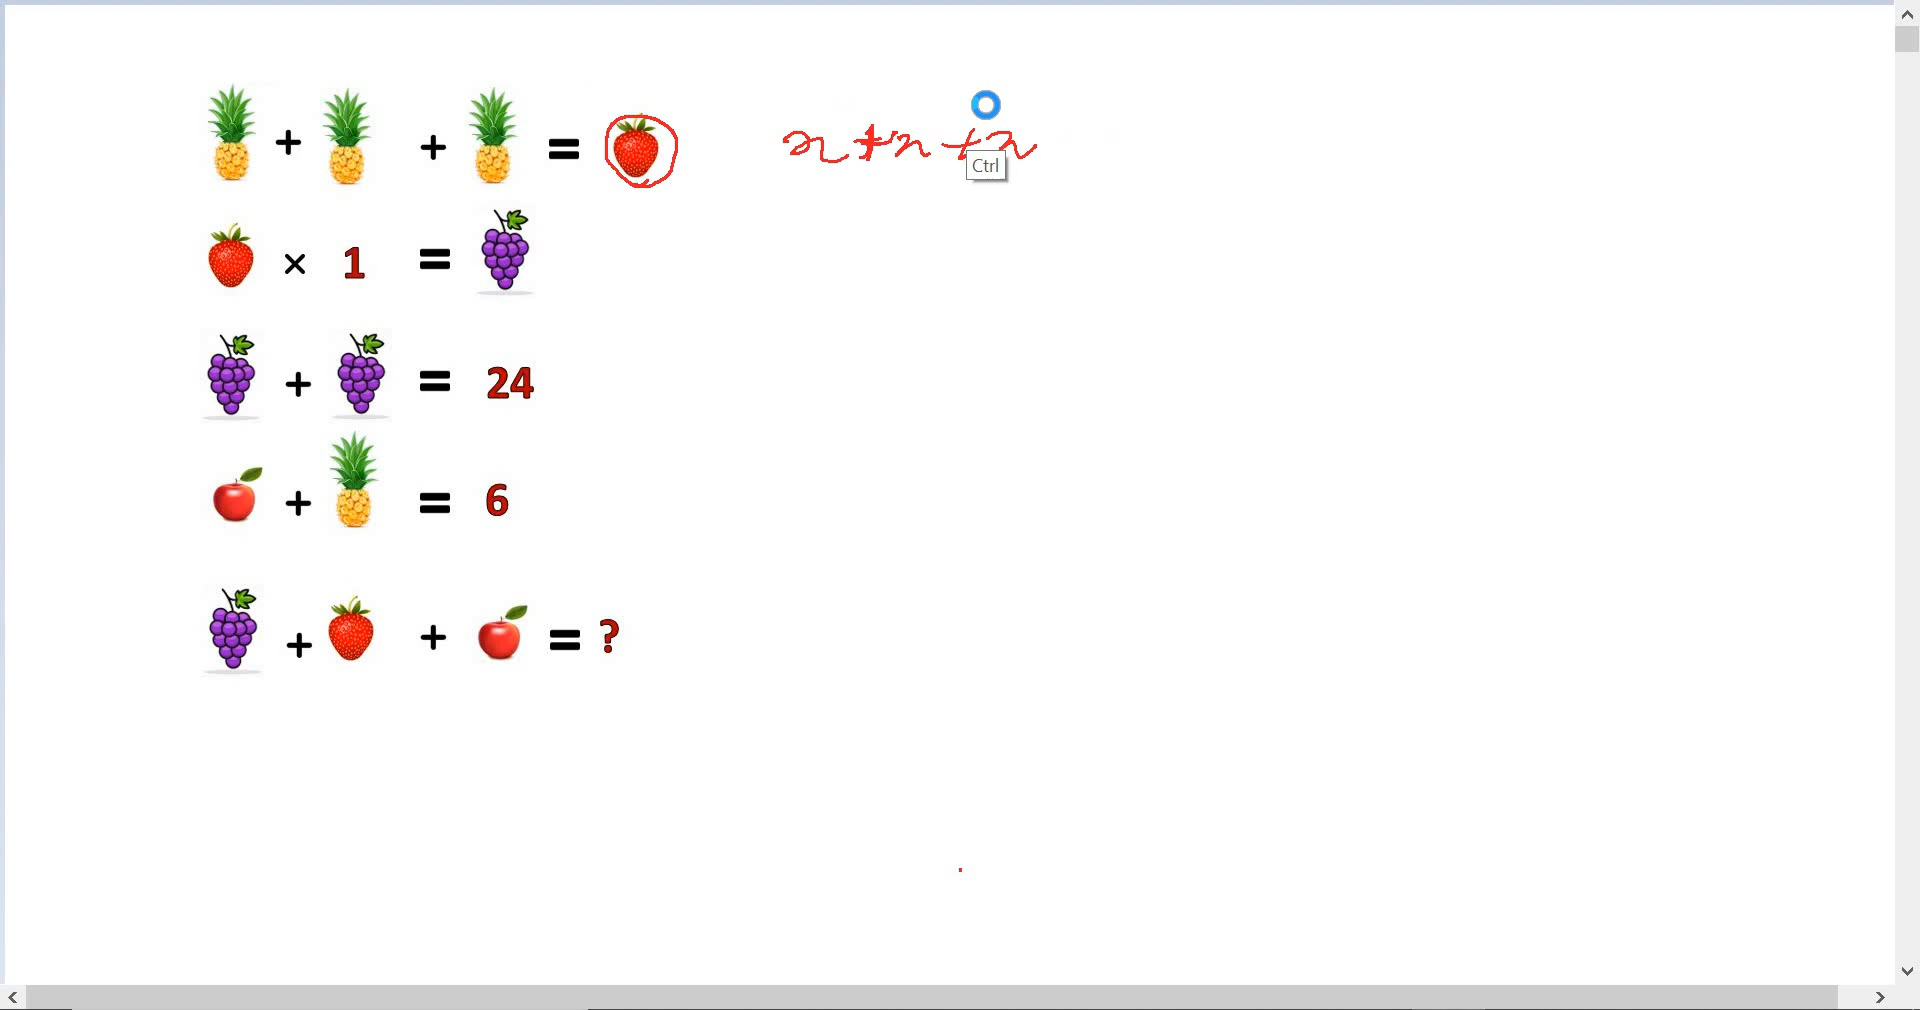 + + = x + x + x
Ctrl
× 1 =
+ = 24
+ = 6
+ + = ?